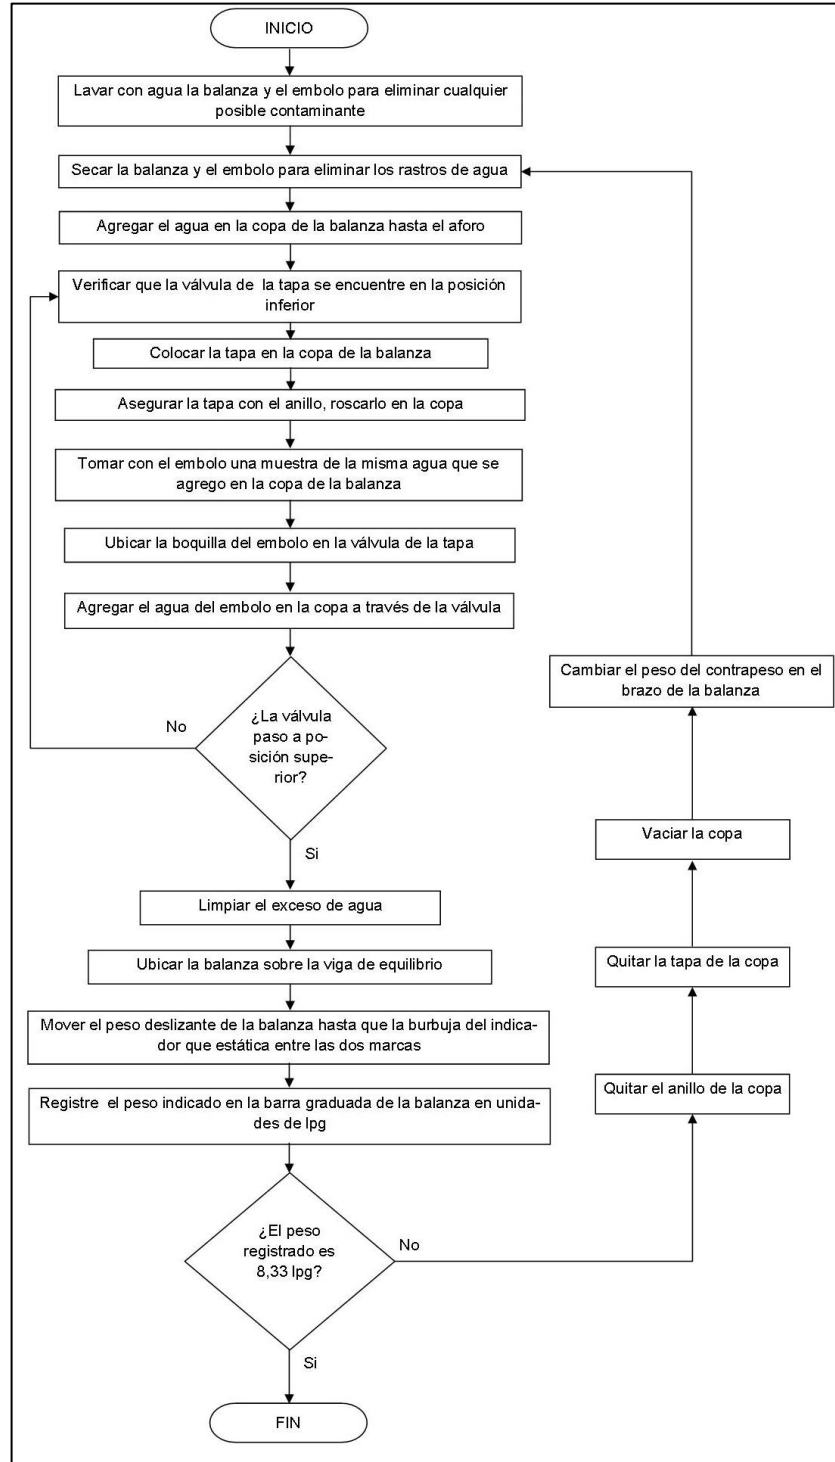 INICIO
Lavar con agua la balanza y el embolo para eliminar cualquier
posible contaminante
Secar la balanza y el embolo para eliminar los rastros de agua
Agregar el agua en la copa de la balanza hasta el aforo
Verificar que la válvula de la tapa se encuentre en la posición
inferior
Colocar la tapa en la copa de la balanza
Asegurar la tapa con el anillo, roscarlo en la copa
Tomar con el embolo una muestra de la misma agua que se
agrego en la copa de la balanza
Ubicar la boquilla del embolo en la válvula de la tapa
Agregar el agua del embolo en la copa a través de la válvula
¿La válvula
paso a po-
sición supe-
rior?
No
Si
Limpiar el exceso de agua
Ubicar la balanza sobre la viga de equilibrio
Mover el peso deslizante de la balanza hasta que la burbuja del indica-
dor que estática entre las dos marcas
Registre el peso indicado en la barra graduada de la balanza en unida-
des de lpg
¿El peso
registrado es
8,33 lpg?
No
Quitar el anillo de la copa
Quitar la tapa de la copa
Vaciar la copa
Cambiar el peso del contrapeso en el
brazo de la balanza
Si
FIN